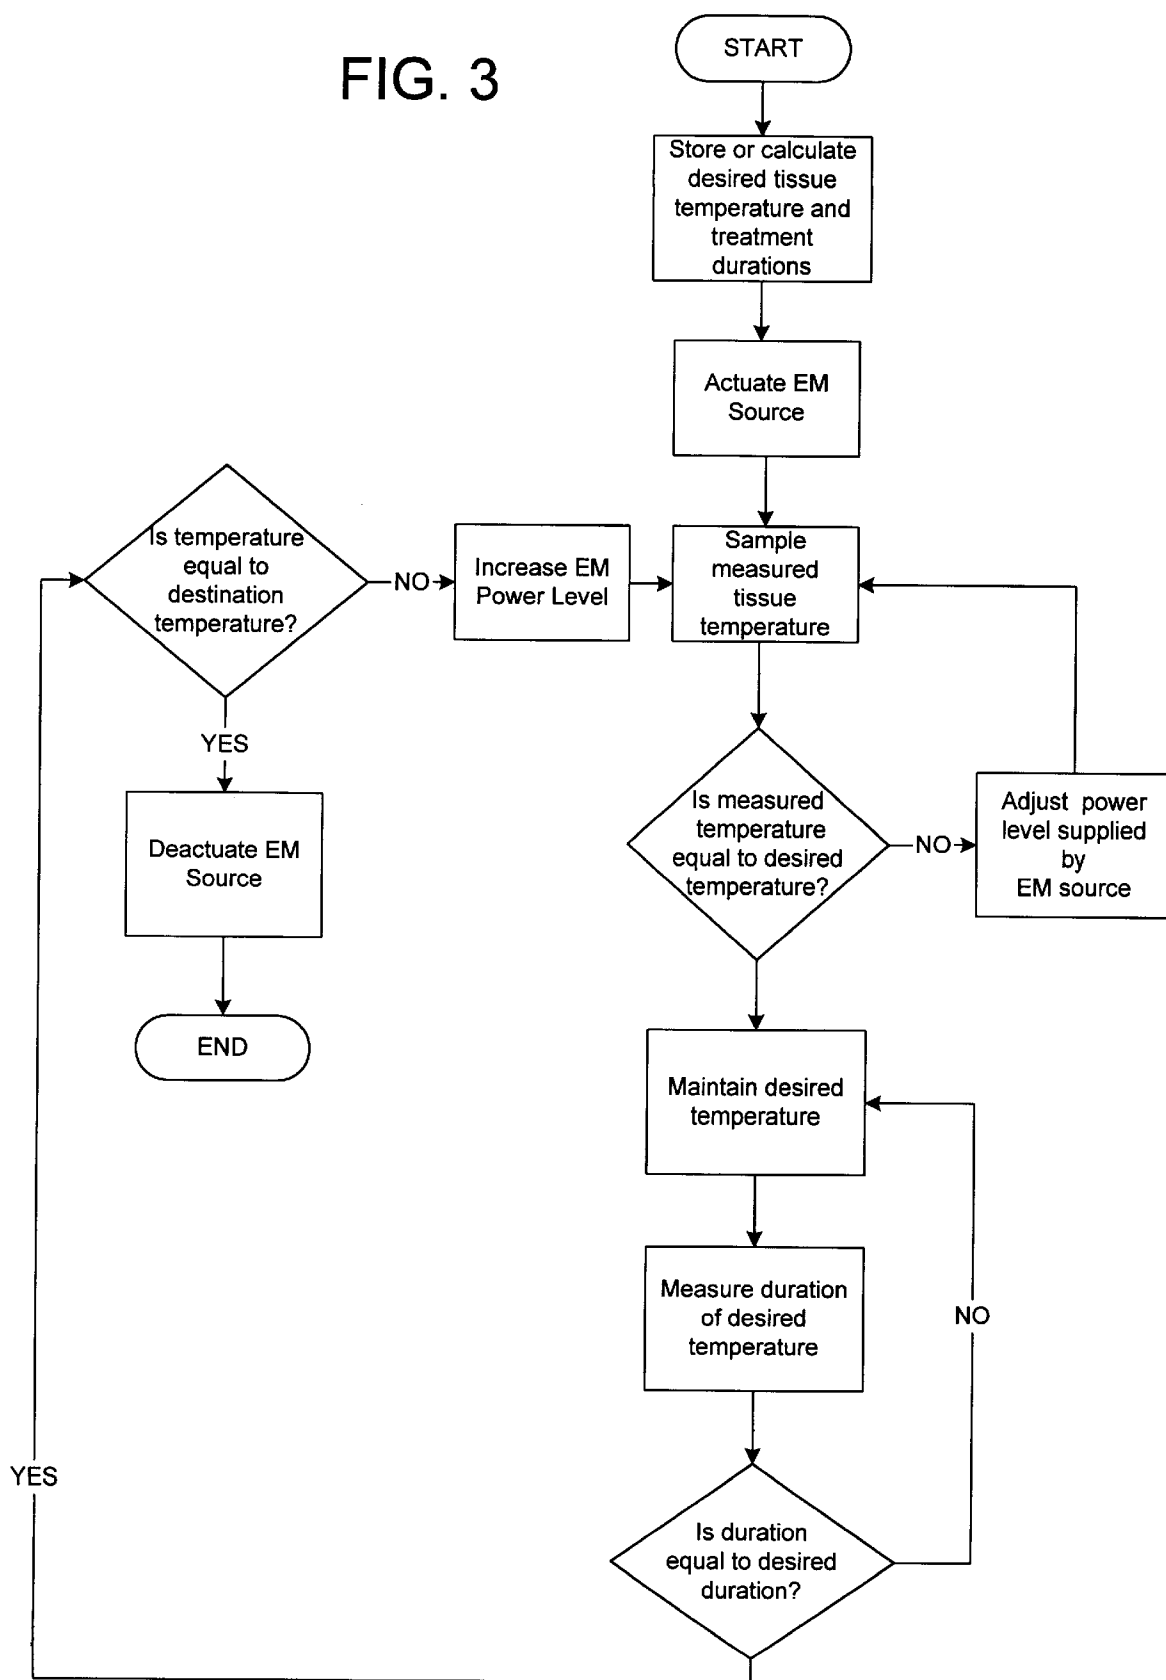 FIG. 3
START
Store or calculate
desired tissue
temperature and
treatment
durations
Actuate EM
Source
Is temperature
equal to
destination
temperature?
NO
Increase EM
Power Level
Sample
measured
tissue
temperature
YES
Deactuate EM
Source
END
Is measured
temperature
equal to desired
temperature?
NO
Adjust power
level supplied
by
EM source
Maintain desired
temperature
Measure duration
of desired
temperature
NO
YES
Is duration
equal to desired
duration?